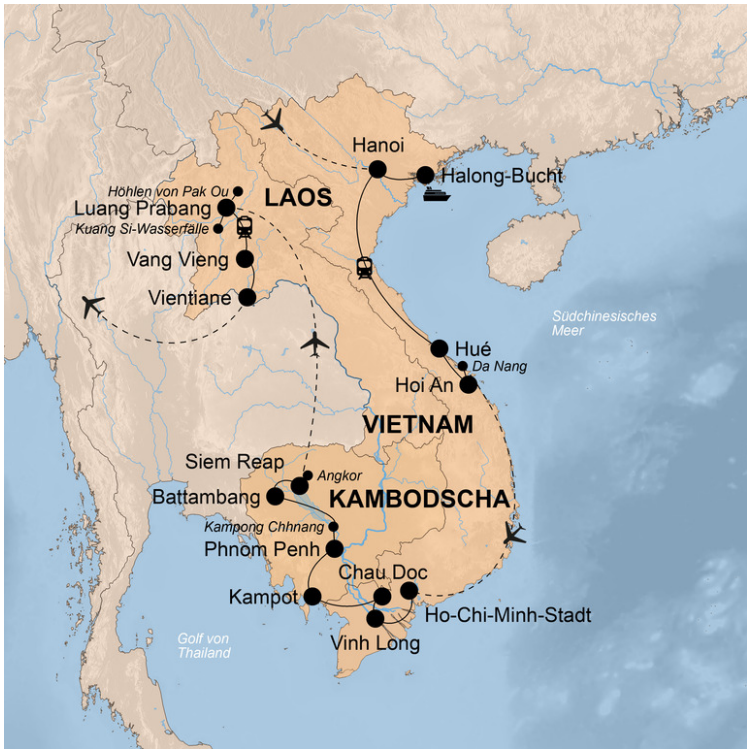 Hanoi
Halong-Bucht
Höhlen von Pak Ou
LAOS
Luang Prabang
Kuang Si-Wasserfälle
Vang Vieng
Vientiane
Südchinesisches
Meer
Hué
Da Nang
Hoi An
VIETNAM
Siem Reap
Angkor
Battambang
KAMBODSCHA
Kampong Chhnang
Phnom Penh
Chau Doc
Kampot
Ho-Chi-Minh-Stadt
Golf von
Thailand
Vinh Long